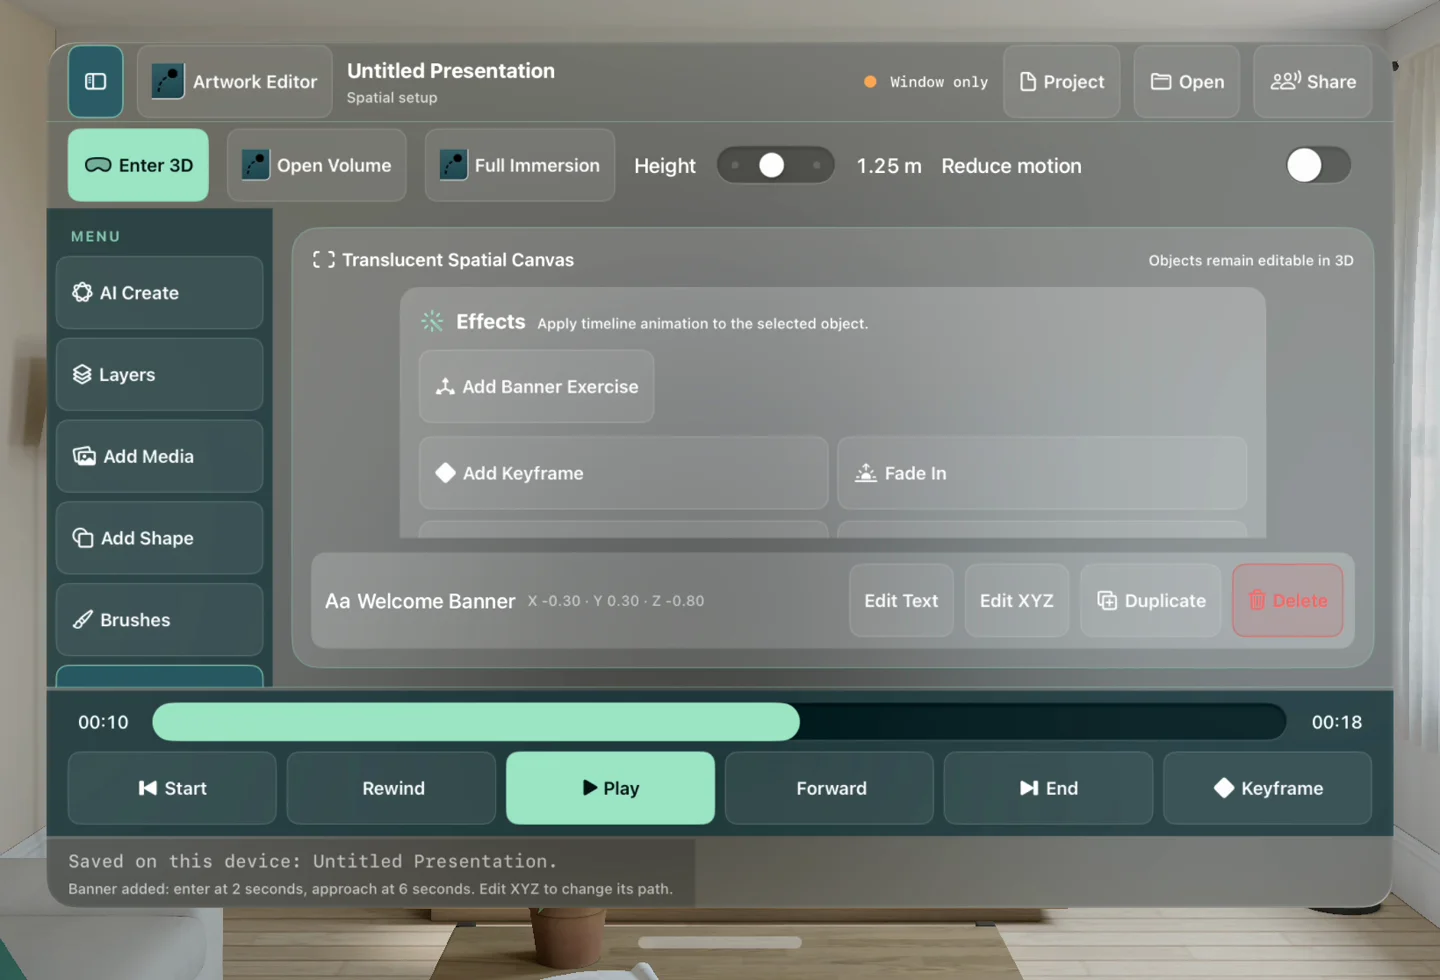 Artwork Editor
Untitled Presentation
Spatial setup
Window only
Project
Open
Share
Enter 3D
Open Volume
Full Immersion
Height
1.25 m
Reduce motion
MENU
AI Create
Layers
Add Media
Add Shape
Brushes
Translucent Spatial Canvas
Objects remain editable in 3D
Effects
Apply timeline animation to the selected object.
Add Banner Exercise
Add Keyframe
Fade In
Aa Welcome Banner
X -0.30 · Y 0.30 · Z -0.80
Edit Text
Edit XYZ
Duplicate
Delete
00:10
00:18
Start
Rewind
Play
Forward
End
Keyframe
Saved on this device: Untitled Presentation.
Banner added: enter at 2 seconds, approach at 6 seconds. Edit XYZ to change its path.